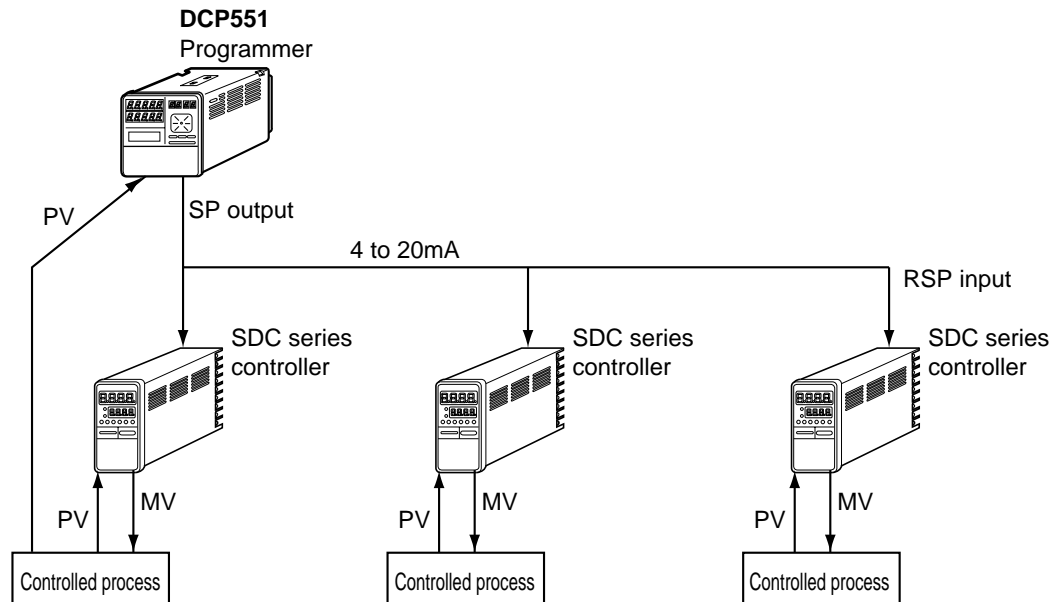 DCP551
Programmer
PV
SP output
4 to 20mA
RSP input
SDC series
controller
SDC series
controller
SDC series
controller
PV
MV
PV
MV
PV
MV
Controlled process
Controlled process
Controlled process